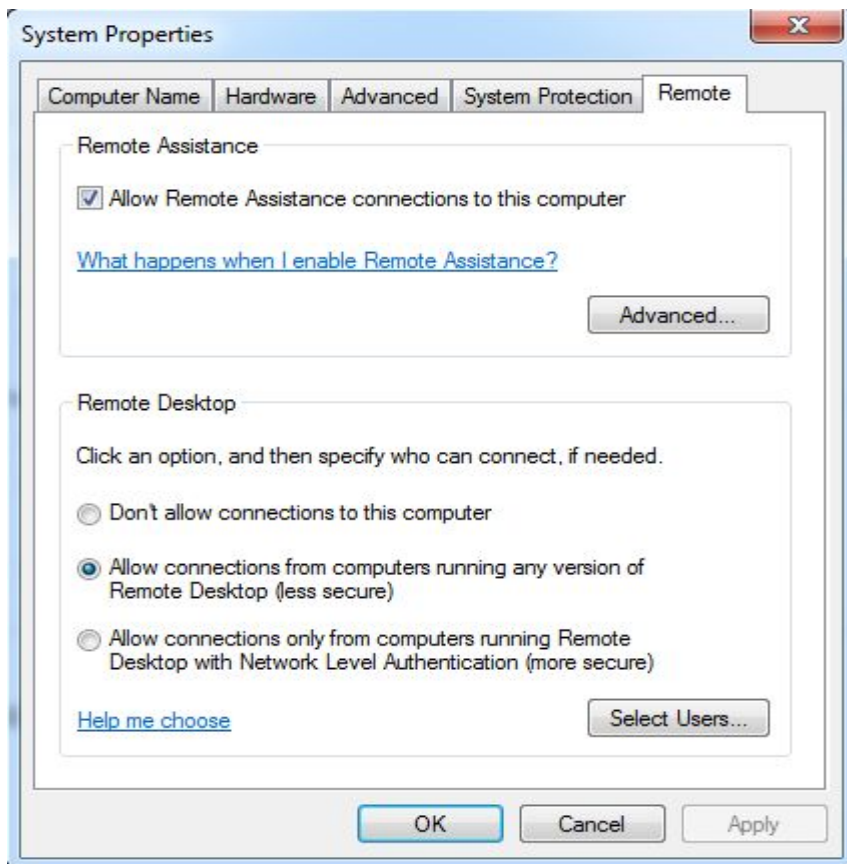 System Properties
Computer Name
Hardware
Advanced
System Protection
Remote
Remote Assistance
Allow Remote Assistance connections to this computer
What happens when I enable Remote Assistance?
Advanced...
Remote Desktop
Click an option, and then specify who can connect, if needed.
Don't allow connections to this computer
Allow connections from computers running any version of
Remote Desktop (less secure)
Allow connections only from computers running Remote
Desktop with Network Level Authentication (more secure)
Help me choose
Select Users...
OK
Cancel
Apply